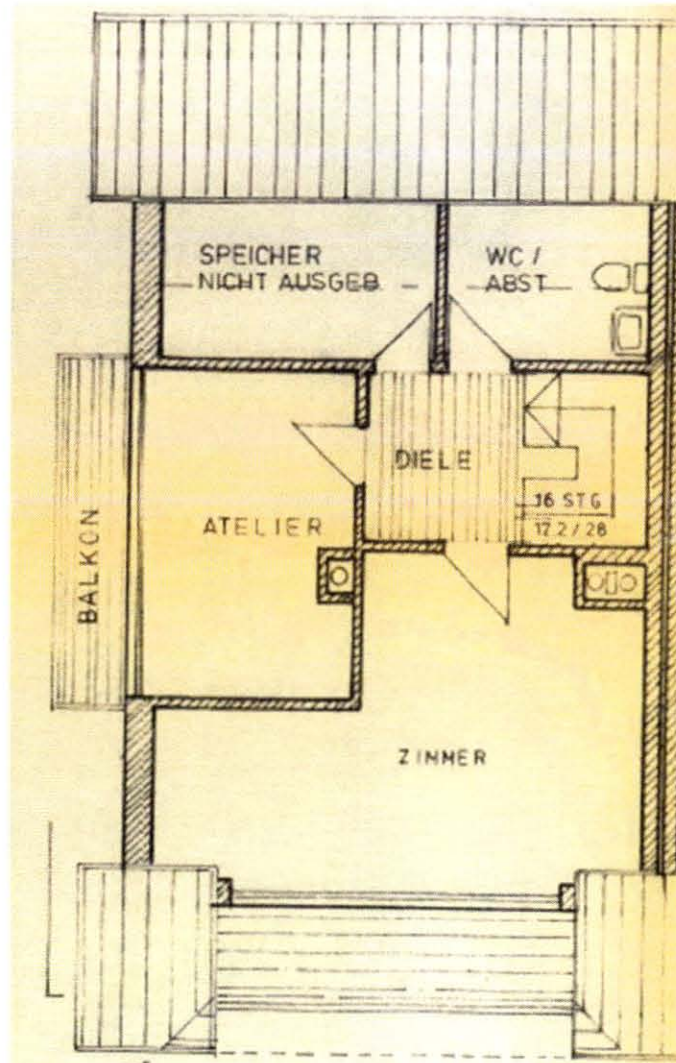 SPEICHER
NICHT AUSGEB
WC /
ABST
DIELE
16 STG
17.2 / 28
ATELIER
BALKON
ZIMMER